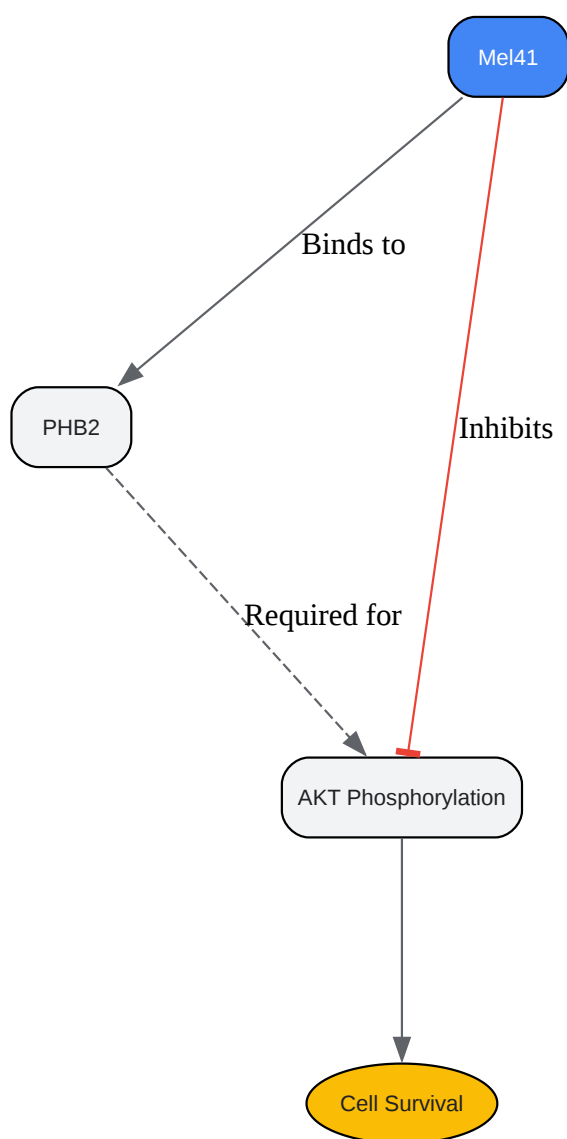 Mel41
Binds to
PHB2
Inhibits
Required for
AKT Phosphorylation
Cell Survival